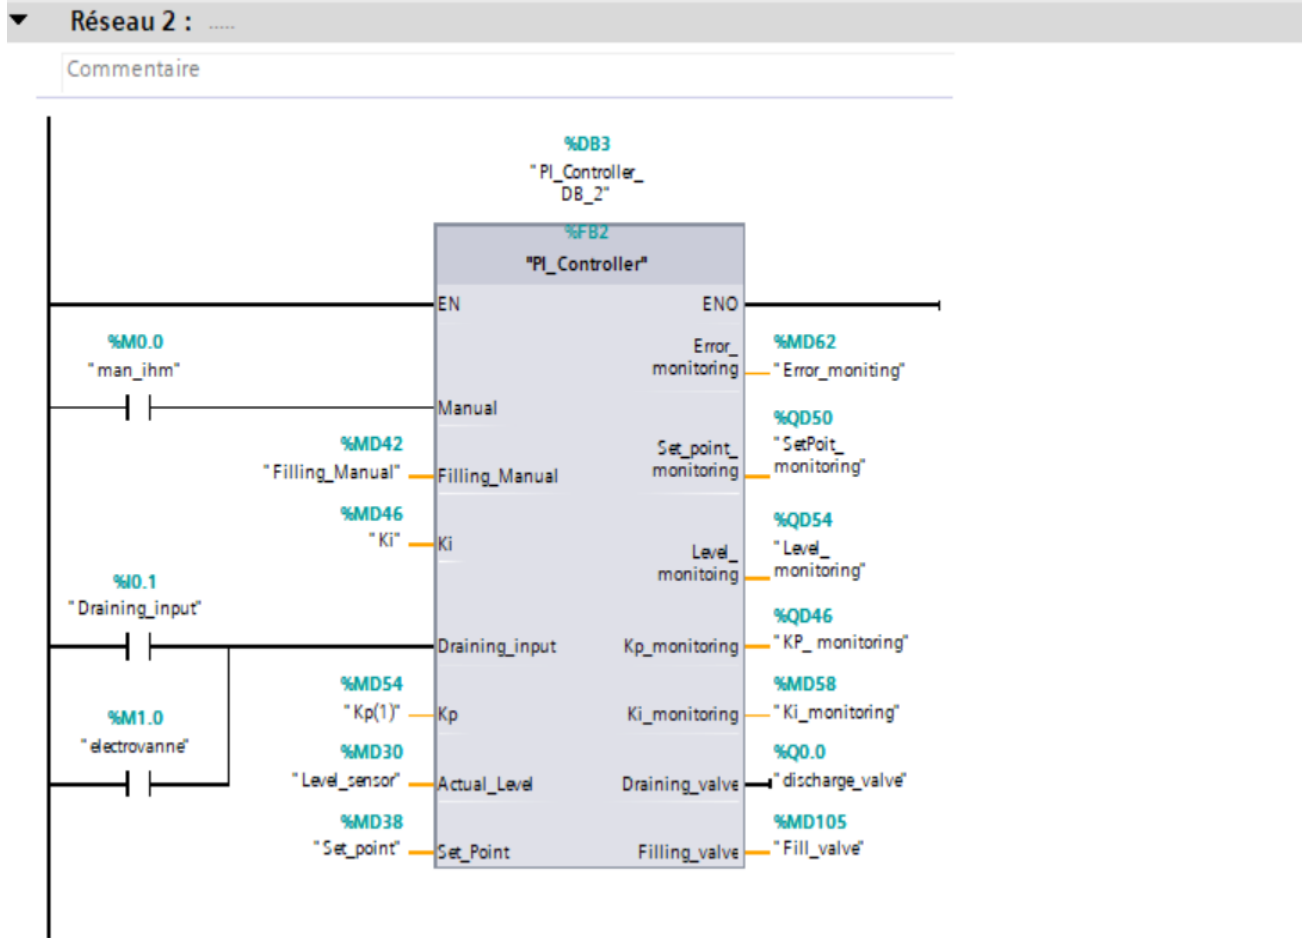 Réseau 2 : .....
Commentaire
%DB3
"PI_Controller_
DB_2"
%FB2
"PI_Controller"
EN
ENO
%M0.0
"man_ihm"
Manual
%MD42
"Filling_Manual"
Filling_Manual
%MD46
"Ki"
Ki
%I0.1
"Draining_input"
Draining_input
%M1.0
"electrovanne"
%MD54
"Kp(1)"
Kp
%MD30
"Level_sensor"
Actual_Level
%MD38
"Set_point"
Set_Point
Error_
monitoring
%MD62
"Error_moniting"
Set_point_
monitoring
%QD50
"SetPoit_
monitoring"
Level_
monitoing
%QD54
"Level_
monitoring"
Kp_monitoring
%QD46
"KP_ monitoring"
Ki_monitoring
%MD58
"Ki_monitoring"
Draining_valve
%Q0.0
"discharge_valve"
Filling_valve
%MD105
"Fill_valve"